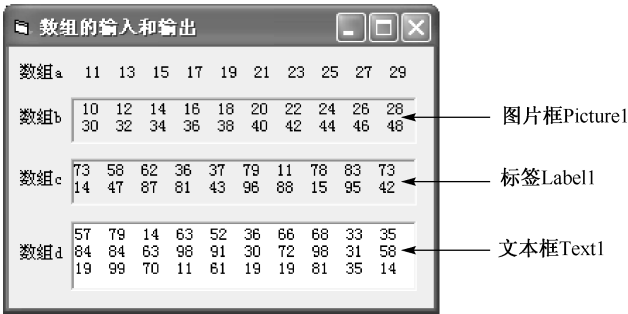 数组的输入和输出
数组a 11 13 15 17 19 21 23 25 27 29
数组b 10 12 14 16 18 20 22 24 26 28
30 32 34 36 38 40 42 44 46 48
图片框Picture1
数组c 73 58 62 36 37 79 11 78 83 73
14 47 87 81 43 96 88 15 95 42
标签Label1
数组d 57 79 14 63 52 36 66 68 33 35
84 84 63 98 91 30 72 98 31 58
19 99 70 11 61 19 19 81 35 14
文本框Text1